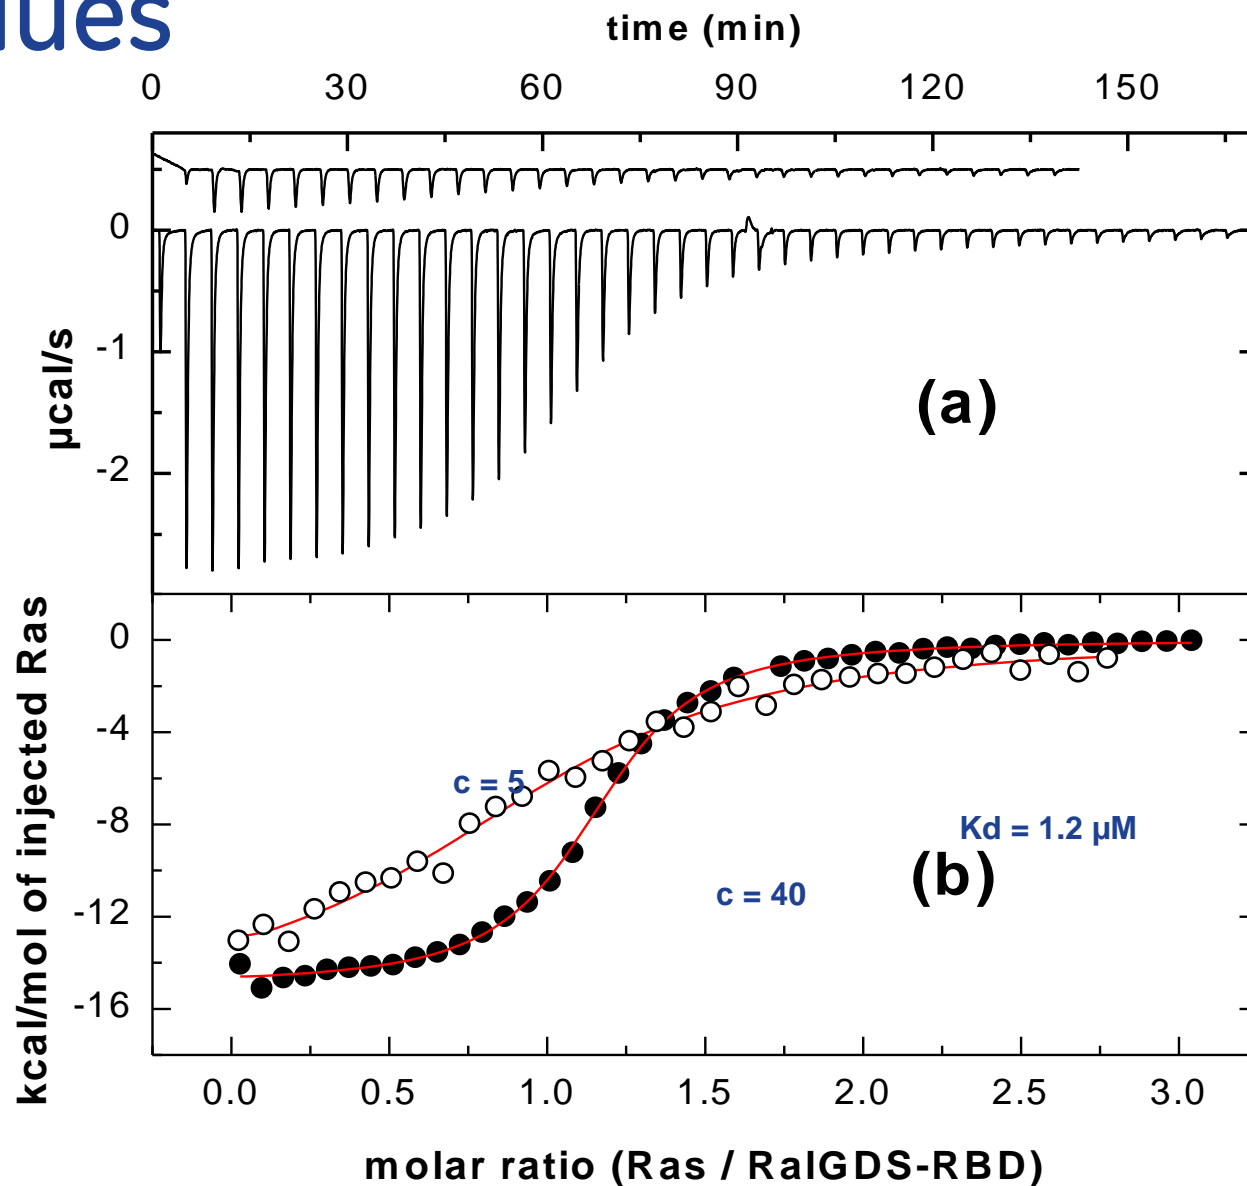 time (min)
0 30 60 90 120 150
0
-1
-2
µcal/s
(a)
0
-4
-8
-12
-16
kcal/mol of injected Ras
c = 5
Kd = 1.2 µM
(b)
c = 40
0.0 0.5 1.0 1.5 2.0 2.5 3.0
molar ratio (Ras / RalGDS-RBD)